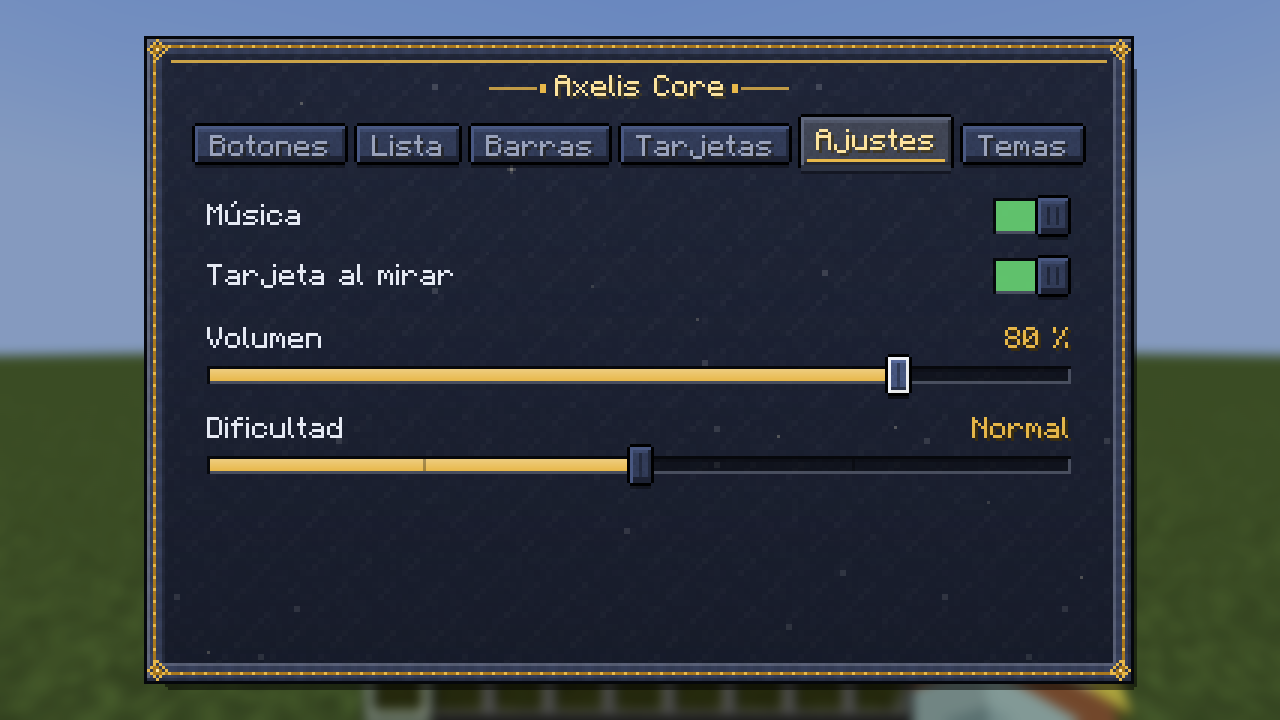 Axelis Core
Botones Lista Barras Tarjetas Ajustes Temas
Música
Tarjeta al mirar
Volumen 80 %
Dificultad Normal